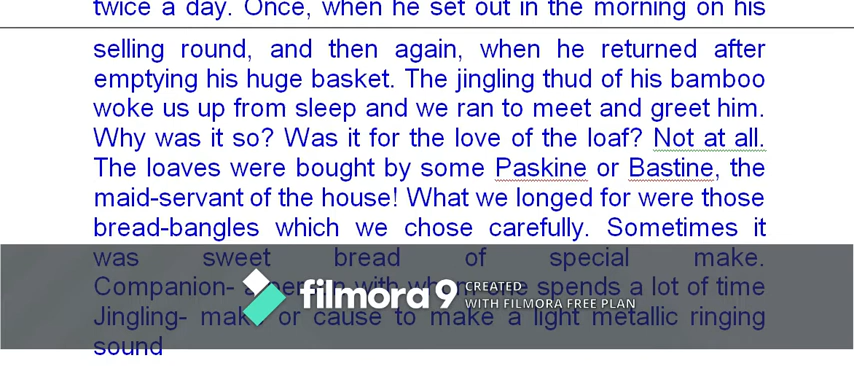 twice a day. Once, when he set out in the morning on his
selling round, and then again, when he returned after
emptying his huge basket. The jingling thud of his bamboo
woke us up from sleep and we ran to meet and greet him.
Why was it so? Was it for the love of the loaf? Not at all.
The loaves were bought by some Paskine or Bastine, the
maid-servant of the house! What we longed for were those
bread-bangles which we chose carefully. Sometimes it
was sweet bread of special make.
Companion- a person with whom one spends a lot of time
Jingling- make or cause to make a light metallic ringing
sound
filmora9
CREATED
WITH FILMORA FREE PLAN